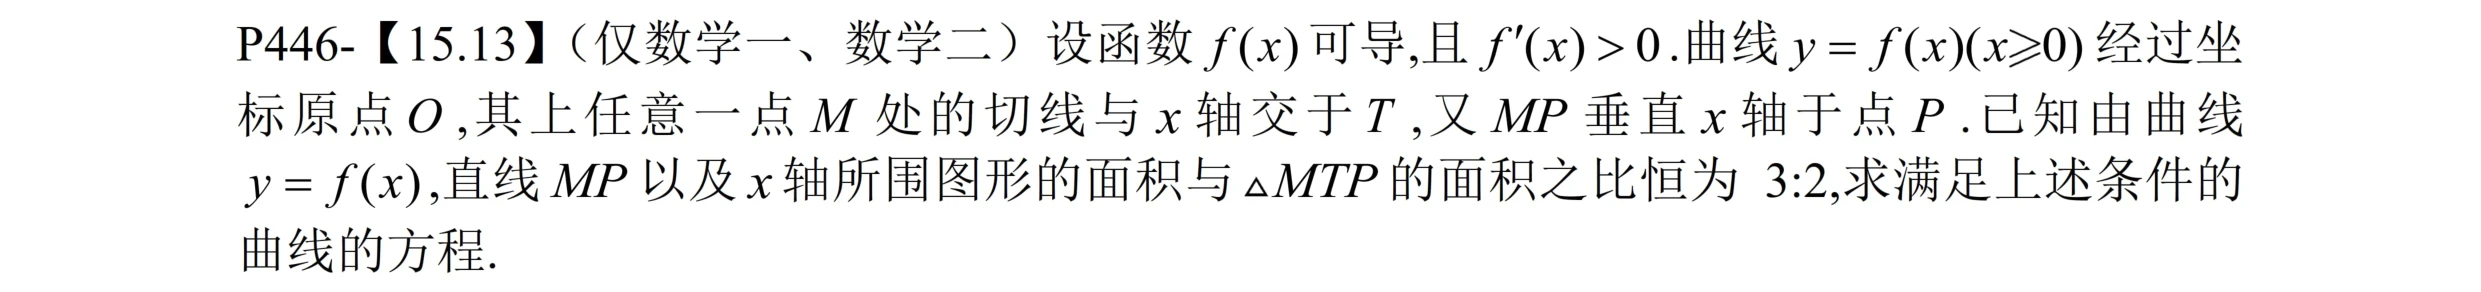 P446-【15.13】（仅数学一、数学二）设函数 f(x) 可导,且 f′(x) > 0 .曲线 y = f(x)(x⩾0) 经过坐
标原点 O ,其上任意一点 M 处的切线与 x 轴交于 T ,又 MP 垂直 x 轴于点 P .已知由曲线
y = f(x) ,直线 MP 以及 x 轴所围图形的面积与 △MTP 的面积之比恒为 3:2,求满足上述条件的
曲线的方程.